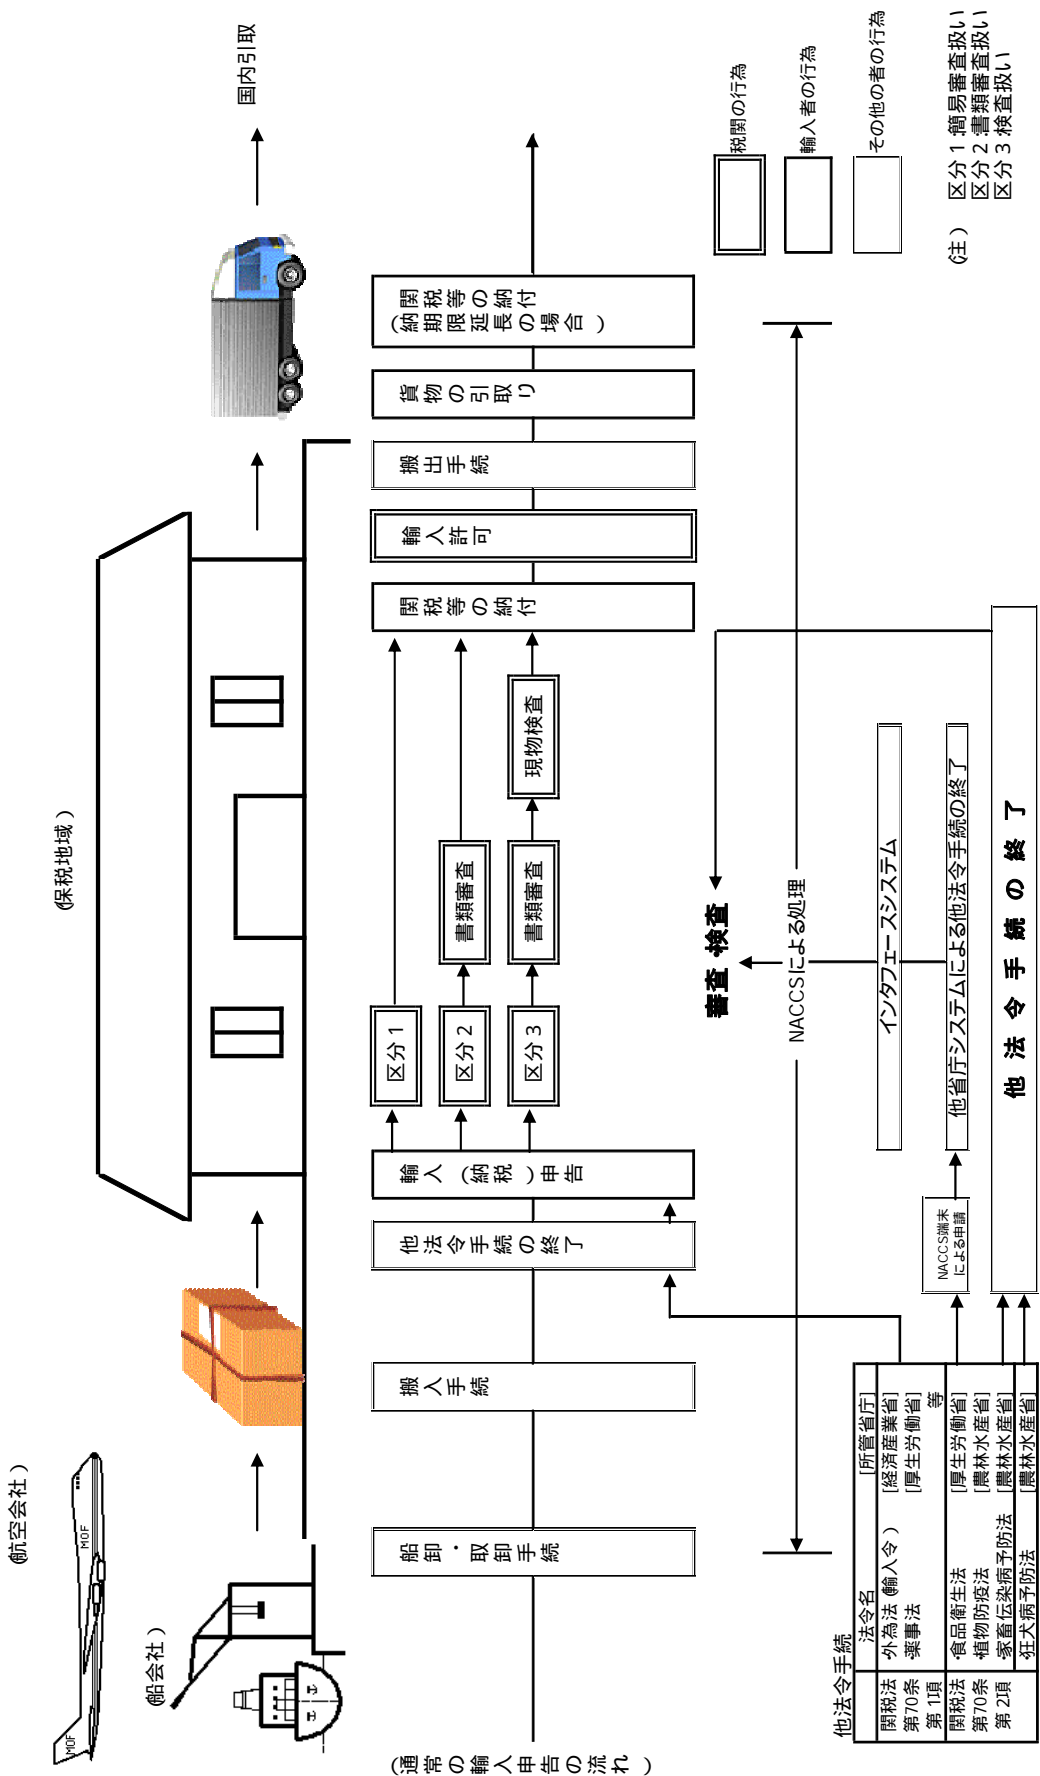 (航空会社)
MOF
MOF
(船会社)
(保税地域)
国内引取
(通常の輸入申告の流れ)
船卸・取卸手続
搬入手続
他法令手続の終了
輸入(納税)申告
区分1
区分2
区分3
書類審査
書類審査
現物検査
関税等の納付
輸入許可
搬出手続
貨物の引取り
関税等の納付
(納期限延長の場合)
審査・検査
NACCSによる処理
インタフェースシステム
他省庁システムによる他法令手続の終了
NACCS端末
による申請
他法令手続の終了
他法令手続
法令名 [所管省庁]
関税法
第70条
第1項
・外為法(輸入令) [経済産業省]
・薬事法 [厚生労働省]
等
関税法
第70条
第2項
・食品衛生法 [厚生労働省]
・植物防疫法 [農林水産省]
・家畜伝染病予防法 [農林水産省]
・狂犬病予防法 [農林水産省]
税関の行為
輸入者の行為
その他の者の行為
(注) 区分1:簡易審査扱い
区分2:書類審査扱い
区分3:検査扱い